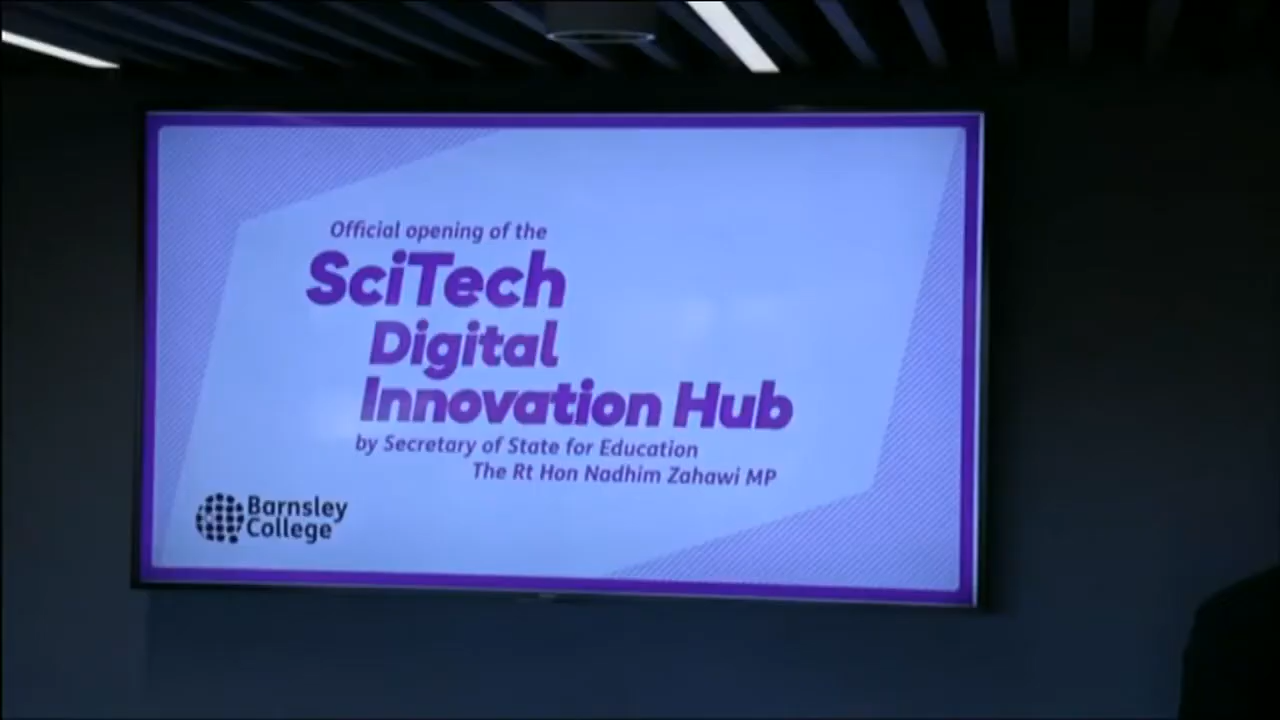 Official opening of the
SciTech
Digital
Innovation Hub
by Secretary of State for Education
The Rt Hon Nadhim Zahawi MP
Barnsley
College